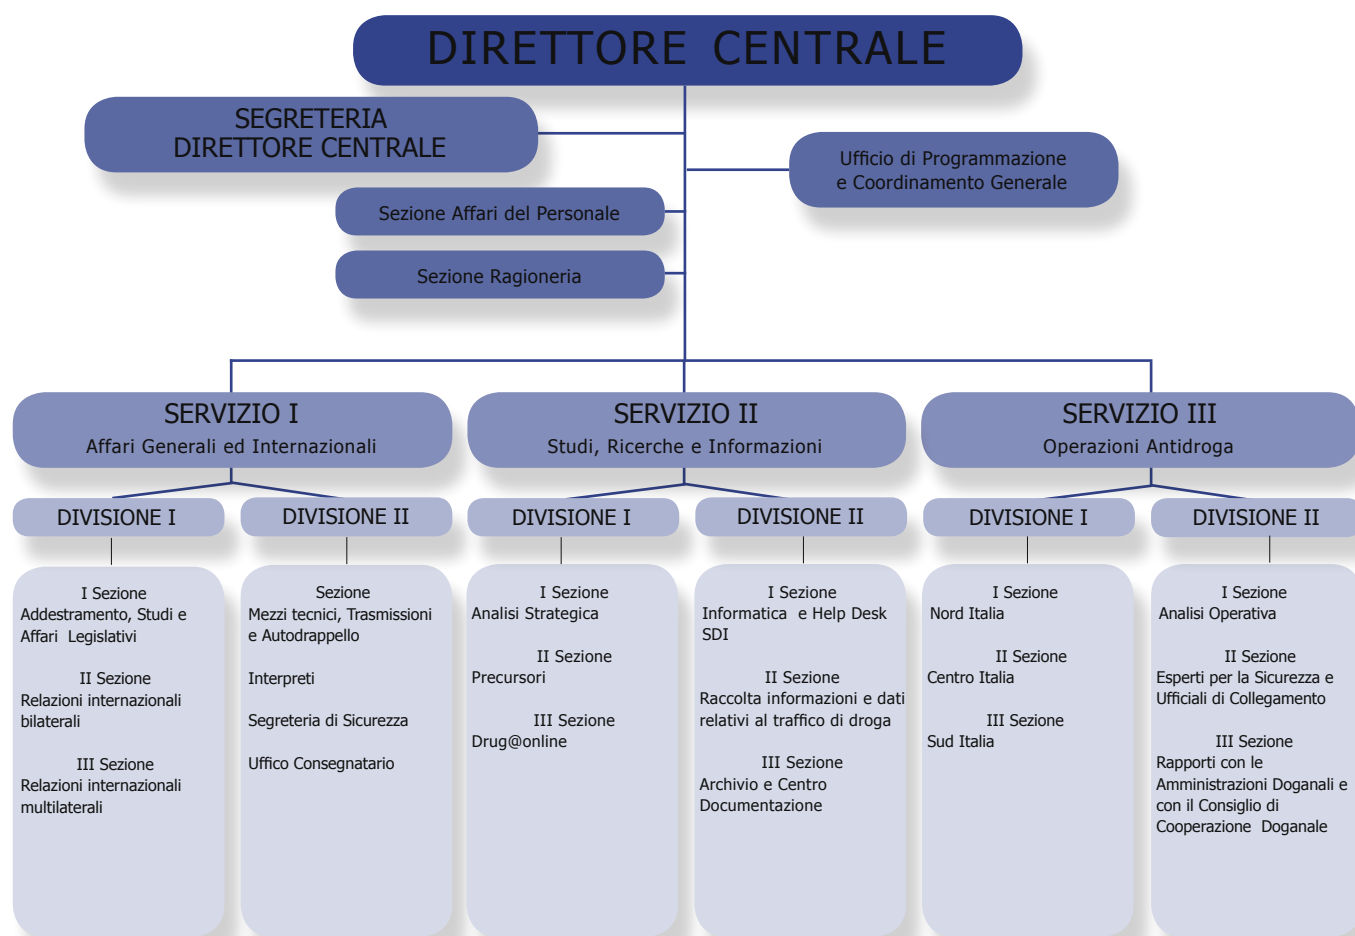 DIRETTORE CENTRALE
SEGRETERIA
DIRETTORE CENTRALE
Ufficio di Programmazione
e Coordinamento Generale
Sezione Affari del Personale
Sezione Ragioneria
SERVIZIO I
Affari Generali ed Internazionali
SERVIZIO II
Studi, Ricerche e Informazioni
SERVIZIO III
Operazioni Antidroga
DIVISIONE I
I Sezione
Addestramento, Studi e
Affari Legislativi
II Sezione
Relazioni internazionali
bilaterali
III Sezione
Relazioni internazionali
multilaterali
DIVISIONE II
Sezione
Mezzi tecnici, Trasmissioni
e Autodrappello
Interpreti
Segreteria di Sicurezza
Uffico Consegnatario
DIVISIONE I
I Sezione
Analisi Strategica
II Sezione
Precursori
III Sezione
Drug@online
DIVISIONE II
I Sezione
Informatica e Help Desk
SDI
II Sezione
Raccolta informazioni e dati
relativi al traffico di droga
III Sezione
Archivio e Centro
Documentazione
DIVISIONE I
I Sezione
Nord Italia
II Sezione
Centro Italia
III Sezione
Sud Italia
DIVISIONE II
I Sezione
Analisi Operativa
II Sezione
Esperti per la Sicurezza e
Ufficiali di Collegamento
III Sezione
Rapporti con le
Amministrazioni Doganali e
con il Consiglio di
Cooperazione Doganale